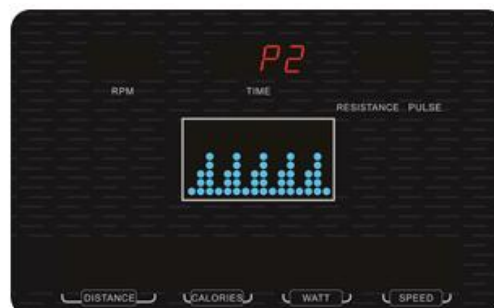 P2
RPM TIME
RESISTANCE PULSE
DISTANCE CALORIES WATT SPEED